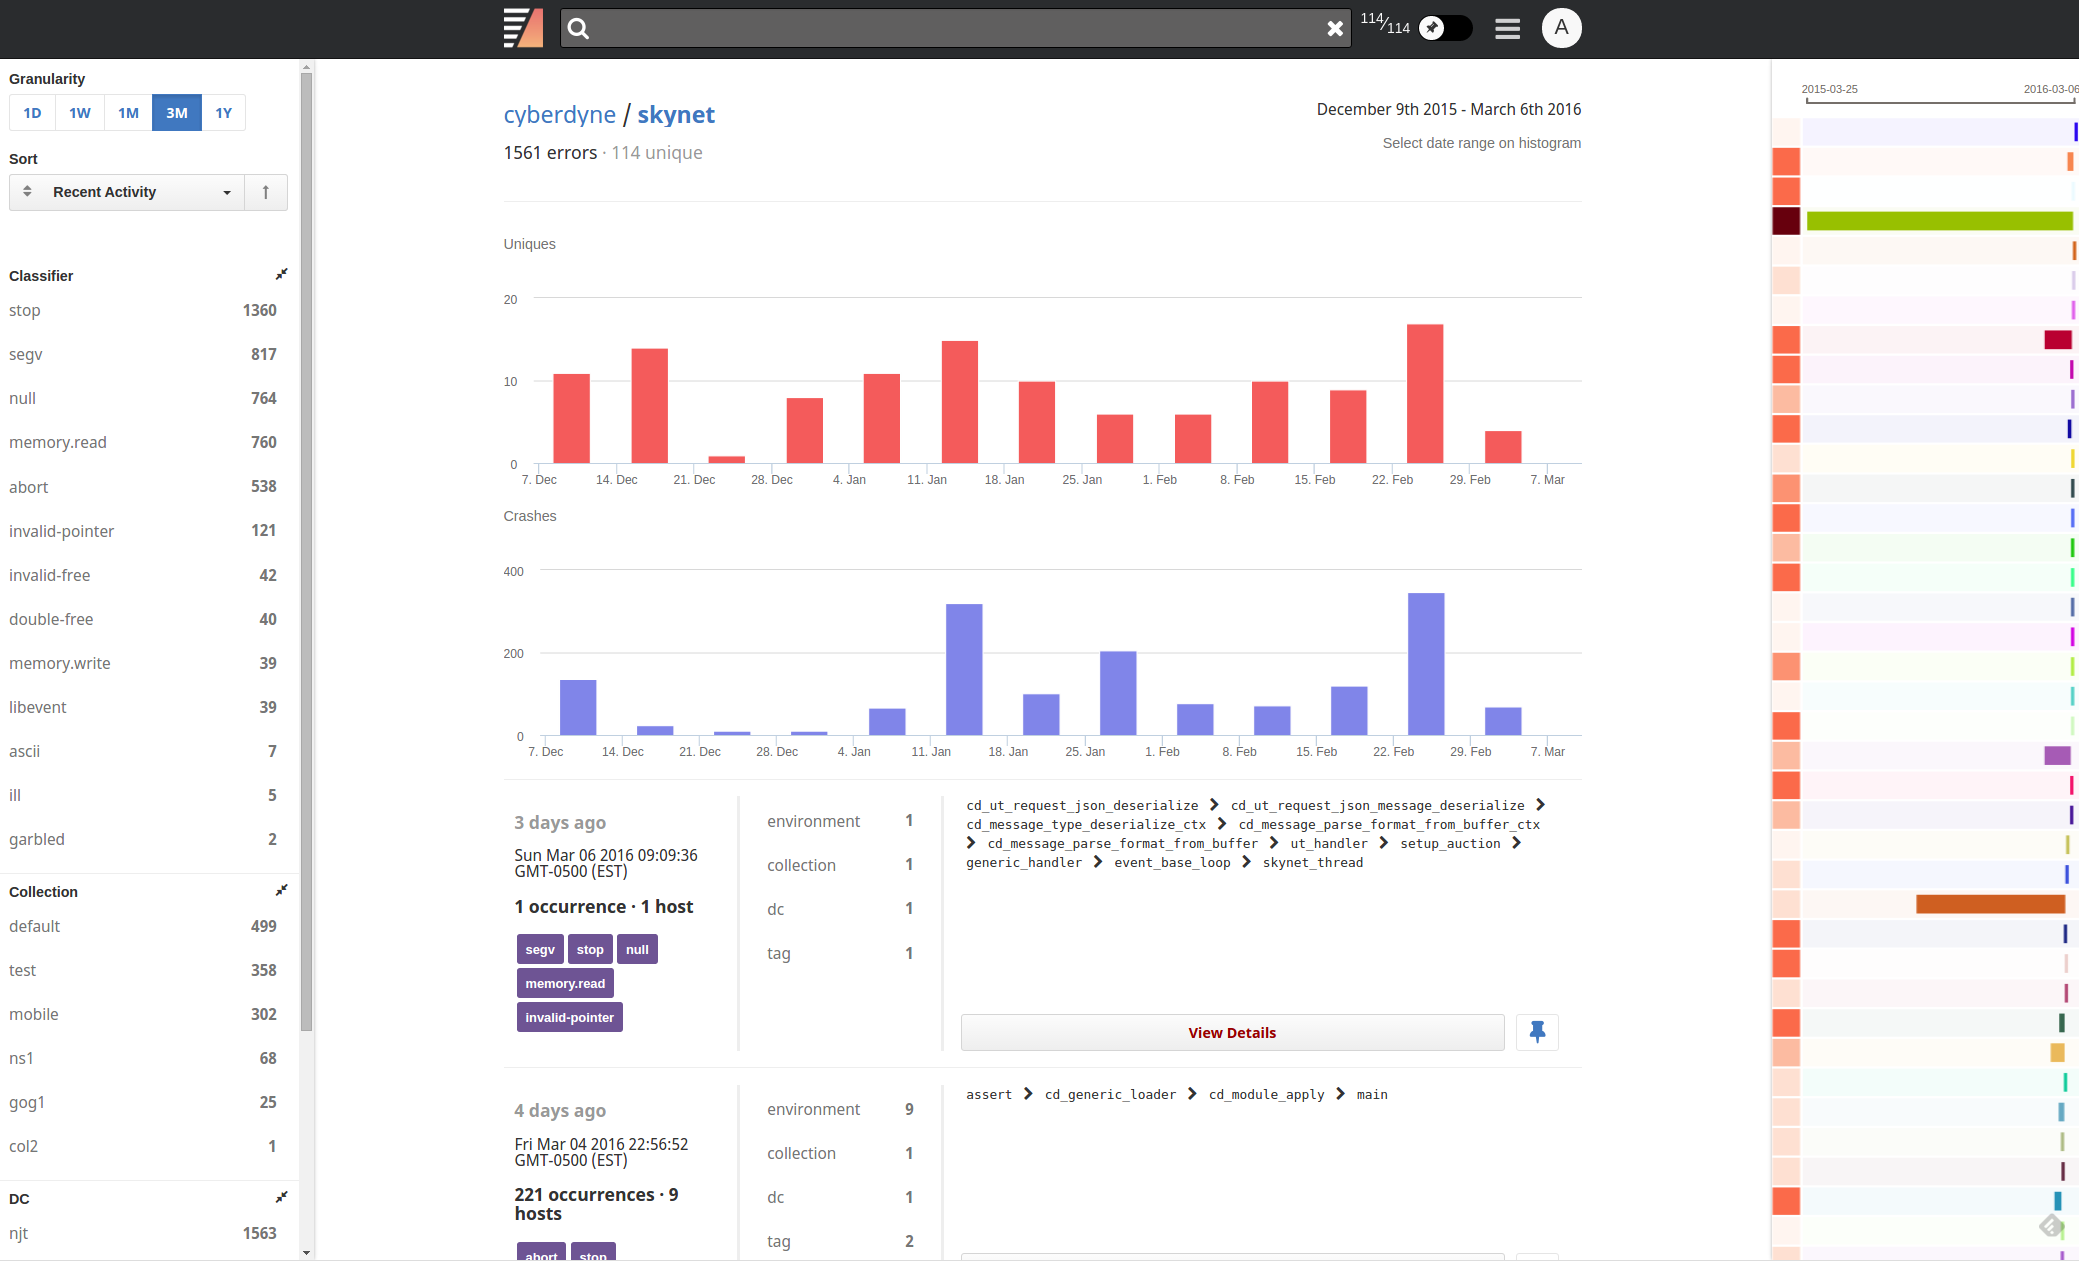 114/114
A
Granularity
1D 1W 1M 3M 1Y
Sort
Recent Activity
Classifier
stop 1360
segv 817
null 764
memory.read 760
abort 538
invalid-pointer 121
invalid-free 42
double-free 40
memory.write 39
libevent 39
ascii 7
ill 5
garbled 2
Collection
default 499
test 358
mobile 302
ns1 68
gog1 25
col2 1
DC
njt 1563
cyberdyne / skynet
1561 errors · 114 unique
December 9th 2015 - March 6th 2016
Select date range on histogram
Uniques
20
10
0
7. Dec 14. Dec 21. Dec 28. Dec 4. Jan 11. Jan 18. Jan 25. Jan 1. Feb 8. Feb 15. Feb 22. Feb 29. Feb 7. Mar
Crashes
400
200
0
7. Dec 14. Dec 21. Dec 28. Dec 4. Jan 11. Jan 18. Jan 25. Jan 1. Feb 8. Feb 15. Feb 22. Feb 29. Feb 7. Mar
3 days ago
Sun Mar 06 2016 09:09:36
GMT-0500 (EST)
1 occurrence · 1 host
segv stop null
memory.read
invalid-pointer
environment 1
collection 1
dc 1
tag 1
cd_ut_request_json_deserialize cd_ut_request_json_message_deserialize
cd_message_type_deserialize_ctx cd_message_parse_format_from_buffer_ctx
cd_message_parse_format_from_buffer ut_handler setup_auction
generic_handler event_base_loop skynet_thread
View Details
4 days ago
Fri Mar 04 2016 22:56:52
GMT-0500 (EST)
221 occurrences · 9
hosts
abort stop
environment 9
collection 1
dc 1
tag 2
assert cd_generic_loader cd_module_apply main
2015-03-25 2016-03-06